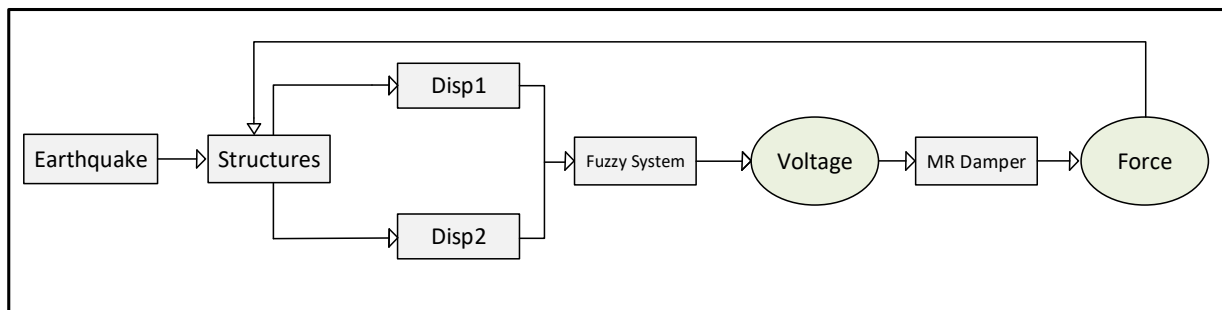 Disp1
Earthquake
Structures
Fuzzy System
Voltage
MR Damper
Force
Disp2